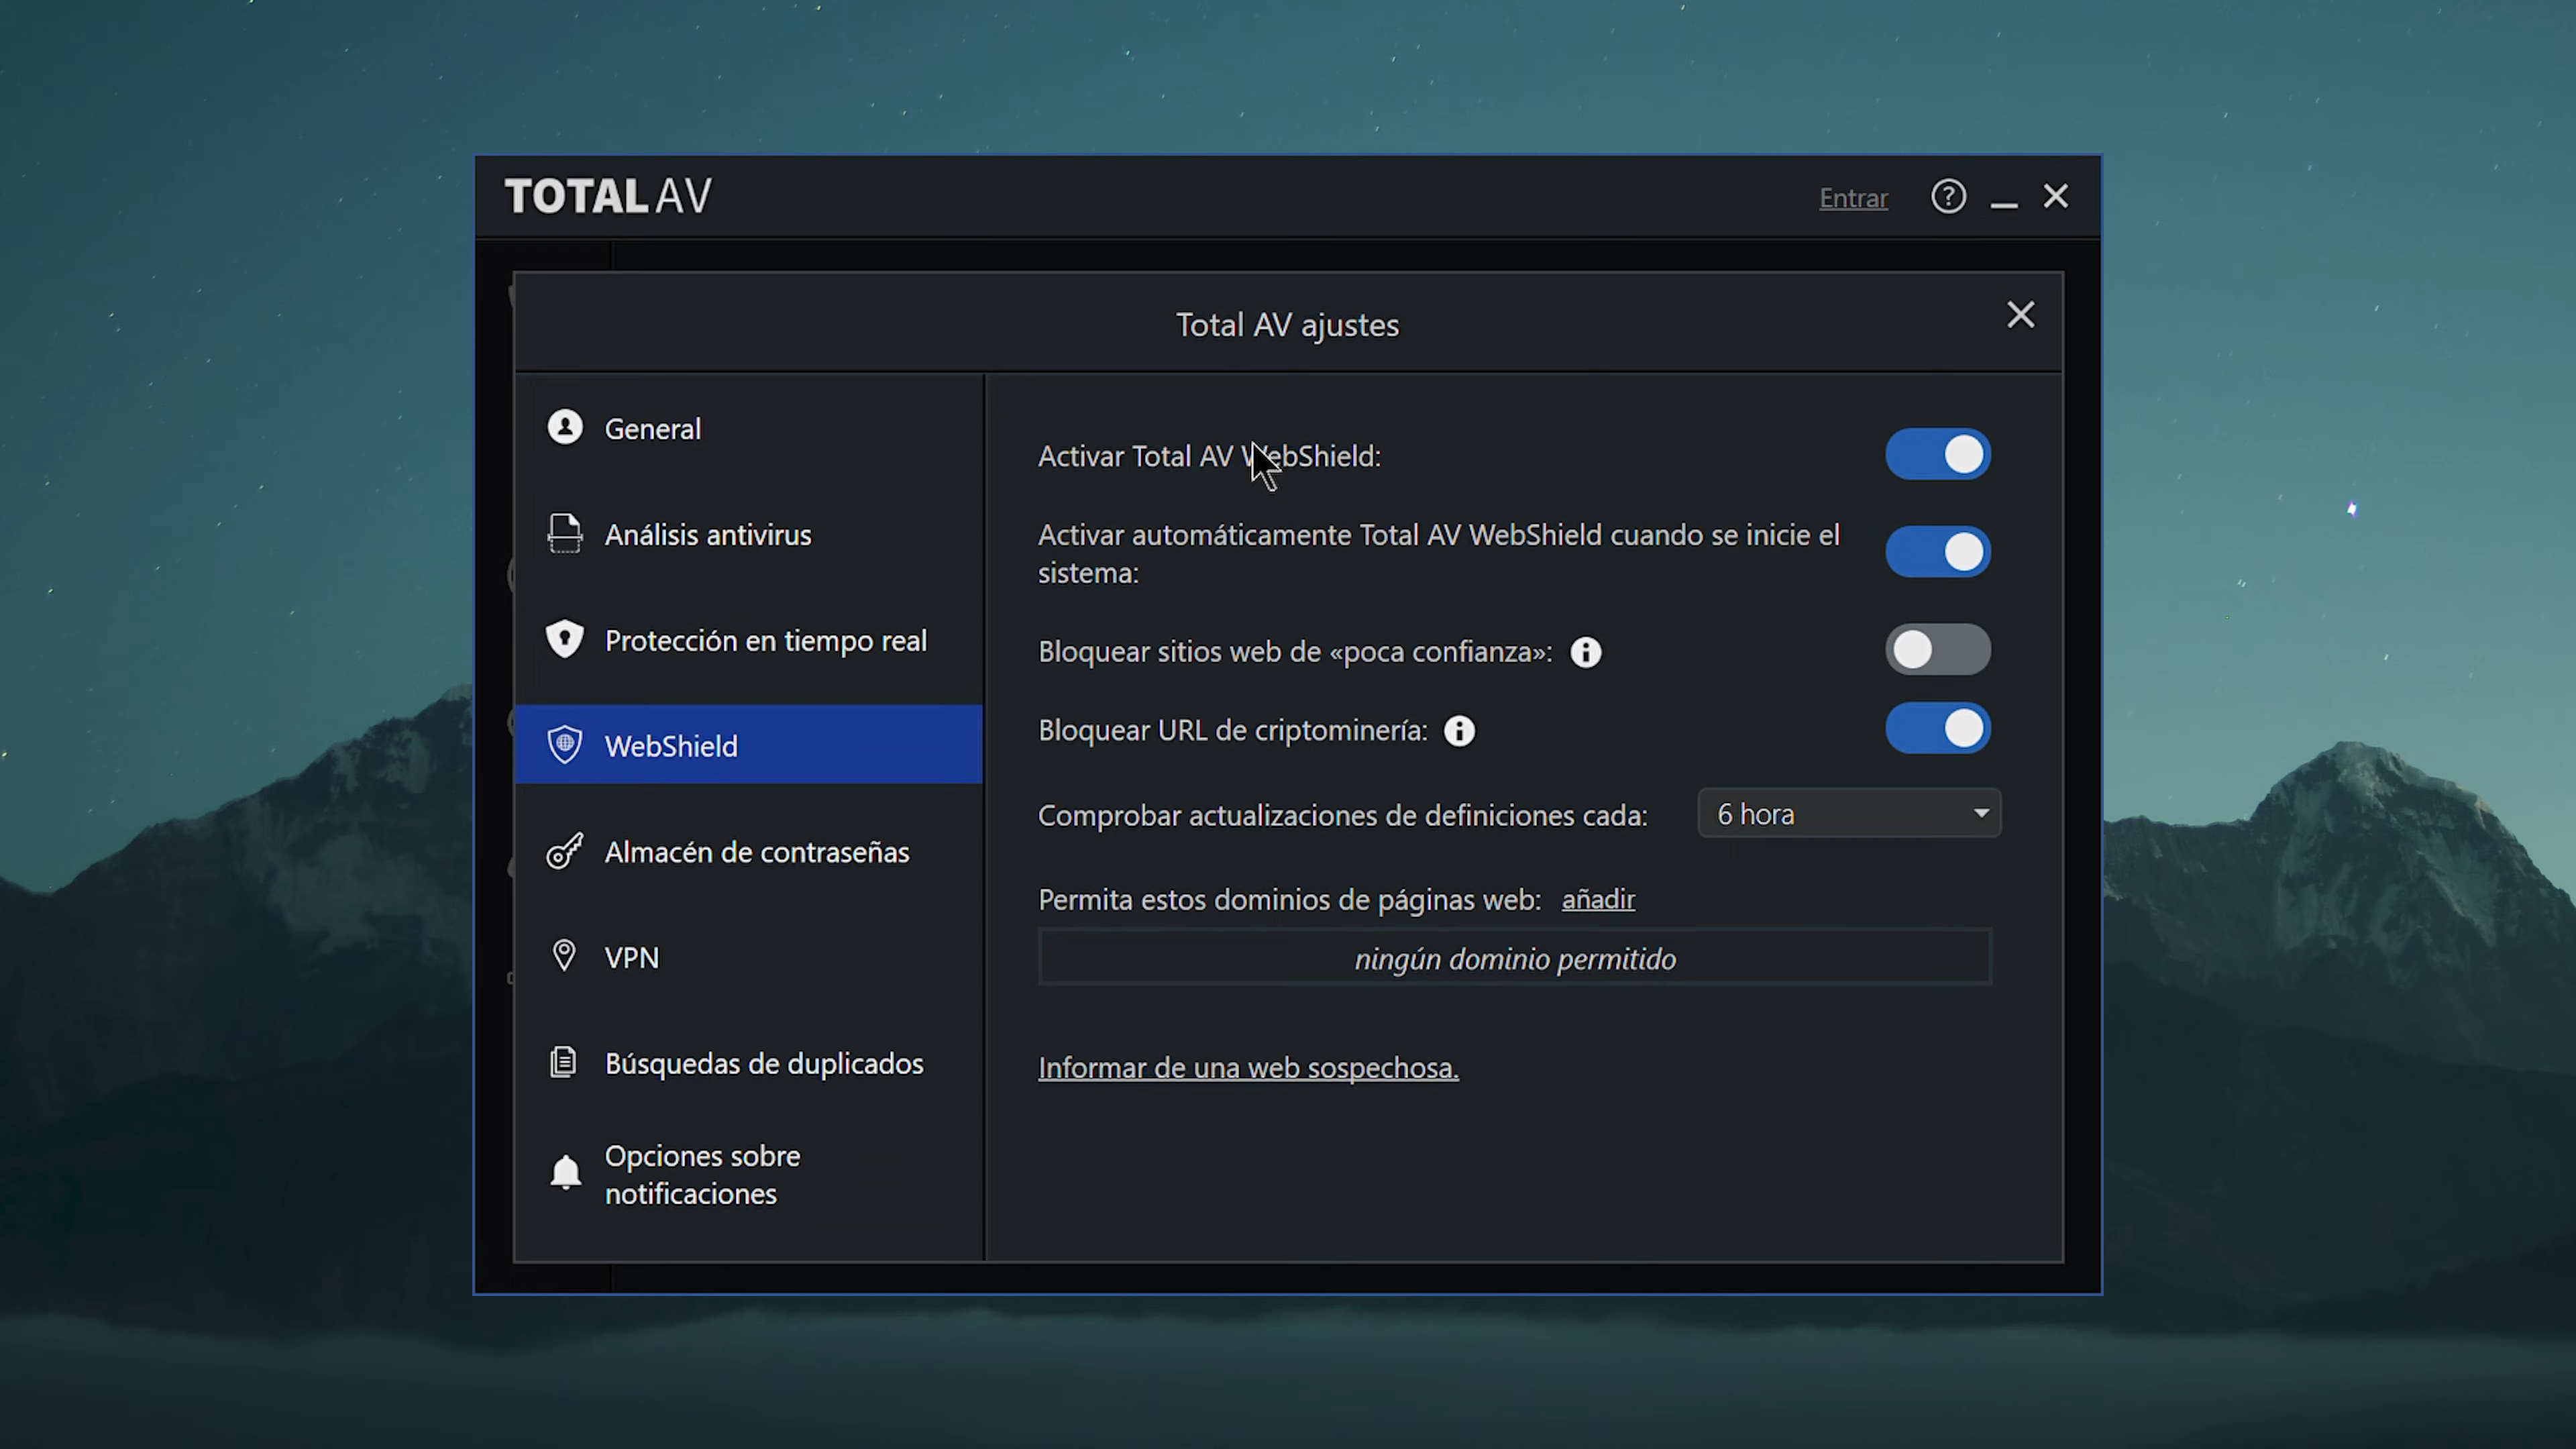 TOTAL AV
Entrar
Total AV ajustes
General
Análisis antivirus
Protección en tiempo real
WebShield
Almacén de contraseñas
VPN
Búsquedas de duplicados
Opciones sobre
notificaciones
Activar Total AV WebShield:
Activar automáticamente Total AV WebShield cuando se inicie el
sistema:
Bloquear sitios web de «poca confianza»:
Bloquear URL de criptominería:
Comprobar actualizaciones de definiciones cada:
6 hora
Permita estos dominios de páginas web: añadir
ningún dominio permitido
Informar de una web sospechosa.